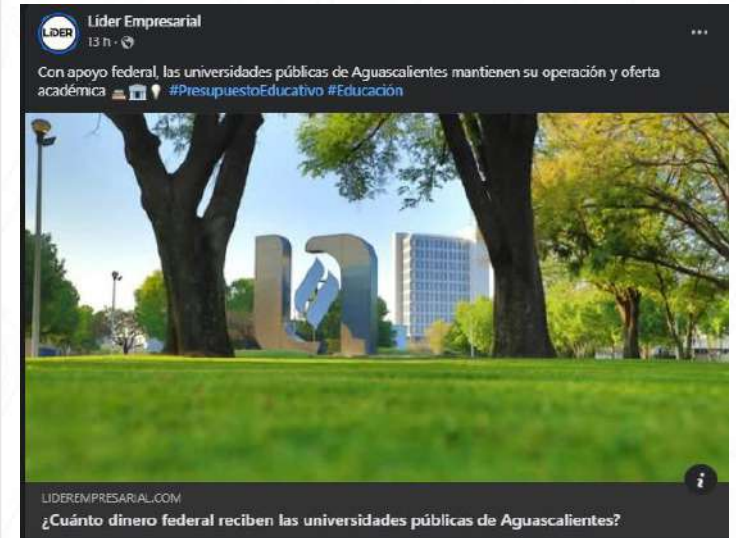 LÍDER
Líder Empresarial
13 h ·
Con apoyo federal, las universidades públicas de Aguascalientes mantienen su operación y oferta
académica #PresupuestoEducativo #Educación
LIDEREMPRESARIAL.COM
¿Cuánto dinero federal reciben las universidades públicas de Aguascalientes?